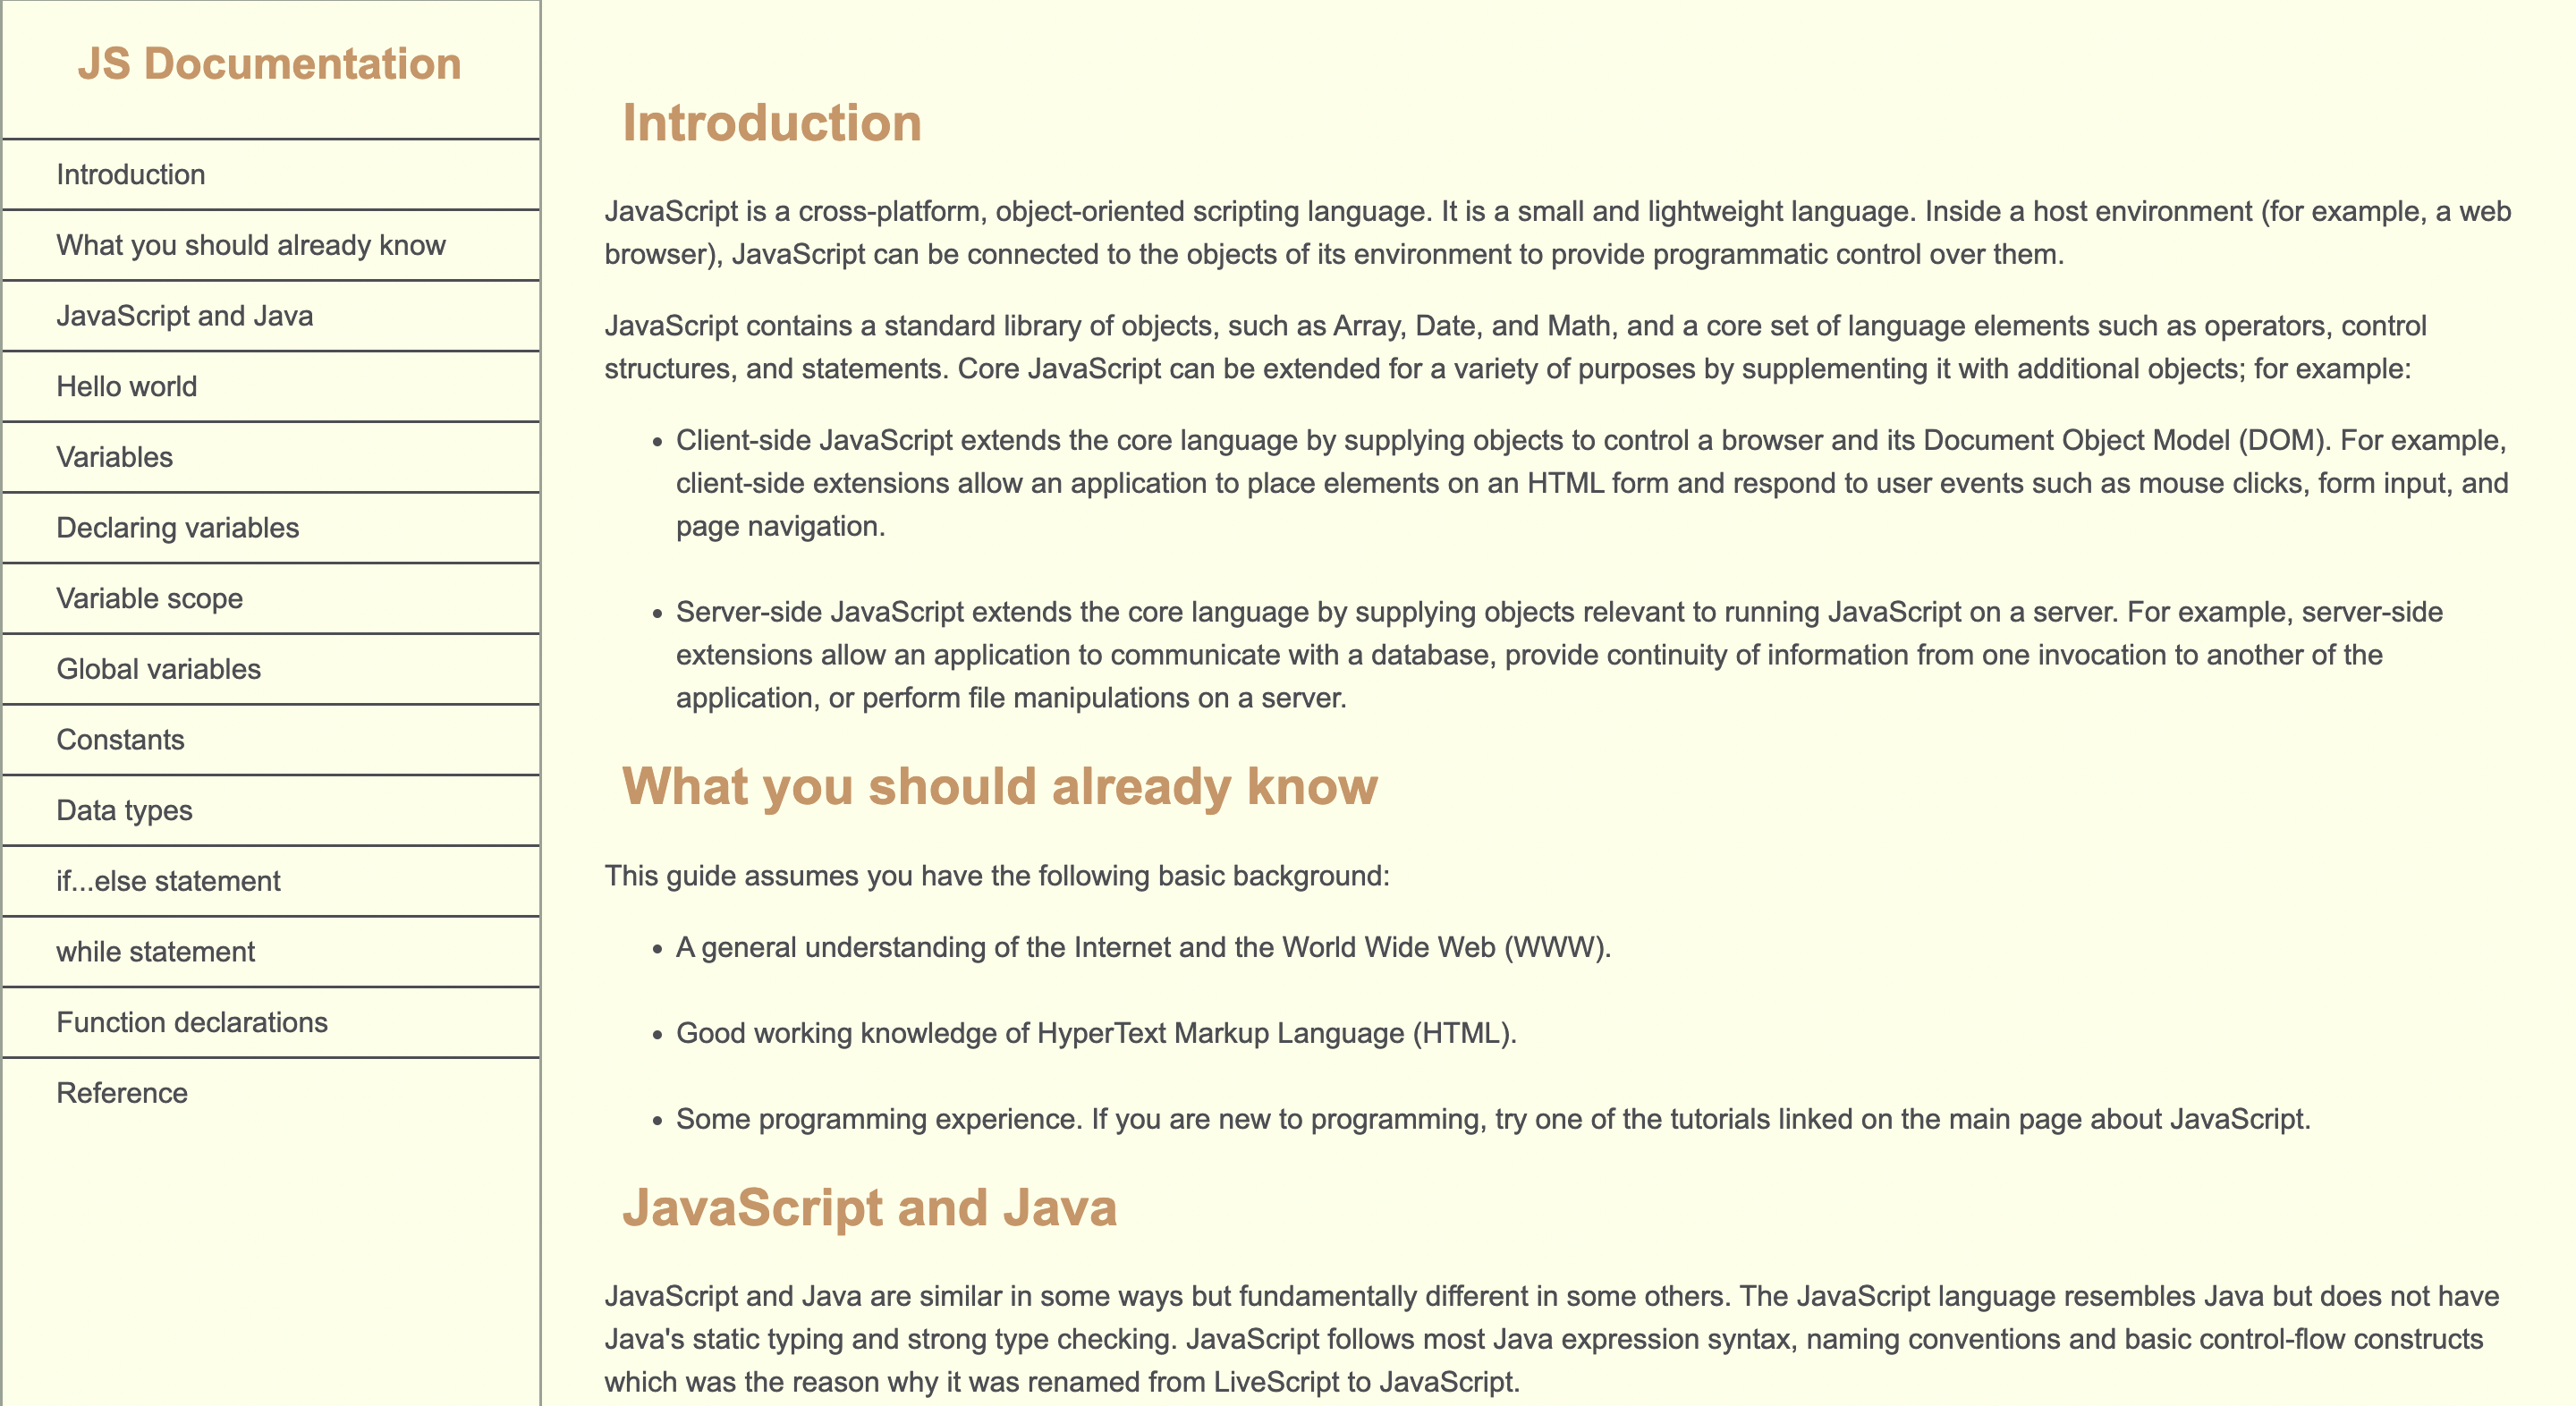 JS Documentation
Introduction
What you should already know
JavaScript and Java
Hello world
Variables
Declaring variables
Variable scope
Global variables
Constants
Data types
if...else statement
while statement
Function declarations
Reference
Introduction
JavaScript is a cross-platform, object-oriented scripting language. It is a small and lightweight language. Inside a host environment (for example, a web
browser), JavaScript can be connected to the objects of its environment to provide programmatic control over them.
JavaScript contains a standard library of objects, such as Array, Date, and Math, and a core set of language elements such as operators, control
structures, and statements. Core JavaScript can be extended for a variety of purposes by supplementing it with additional objects; for example:
• Client-side JavaScript extends the core language by supplying objects to control a browser and its Document Object Model (DOM). For example,
client-side extensions allow an application to place elements on an HTML form and respond to user events such as mouse clicks, form input, and
page navigation.
• Server-side JavaScript extends the core language by supplying objects relevant to running JavaScript on a server. For example, server-side
extensions allow an application to communicate with a database, provide continuity of information from one invocation to another of the
application, or perform file manipulations on a server.
What you should already know
This guide assumes you have the following basic background:
• A general understanding of the Internet and the World Wide Web (WWW).
• Good working knowledge of HyperText Markup Language (HTML).
• Some programming experience. If you are new to programming, try one of the tutorials linked on the main page about JavaScript.
JavaScript and Java
JavaScript and Java are similar in some ways but fundamentally different in some others. The JavaScript language resembles Java but does not have
Java's static typing and strong type checking. JavaScript follows most Java expression syntax, naming conventions and basic control-flow constructs
which was the reason why it was renamed from LiveScript to JavaScript.